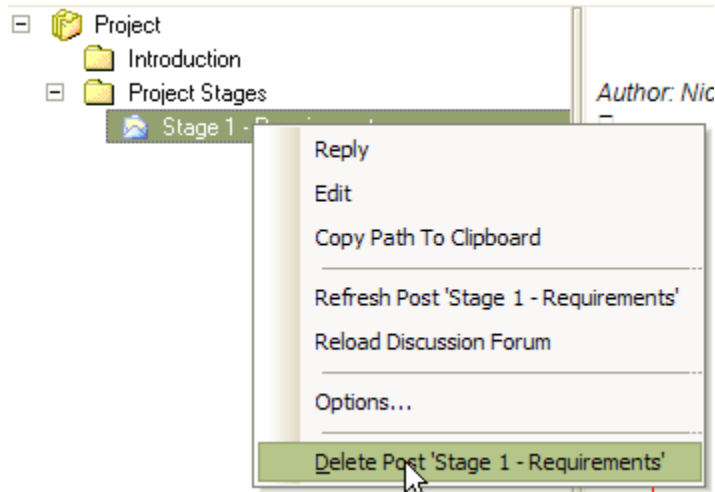 Project
Introduction
Project Stages
Author: Nic
Stage 1 -
Reply
Edit
Copy Path To Clipboard
Refresh Post 'Stage 1 - Requirements'
Reload Discussion Forum
Options...
Delete Post 'Stage 1 - Requirements'